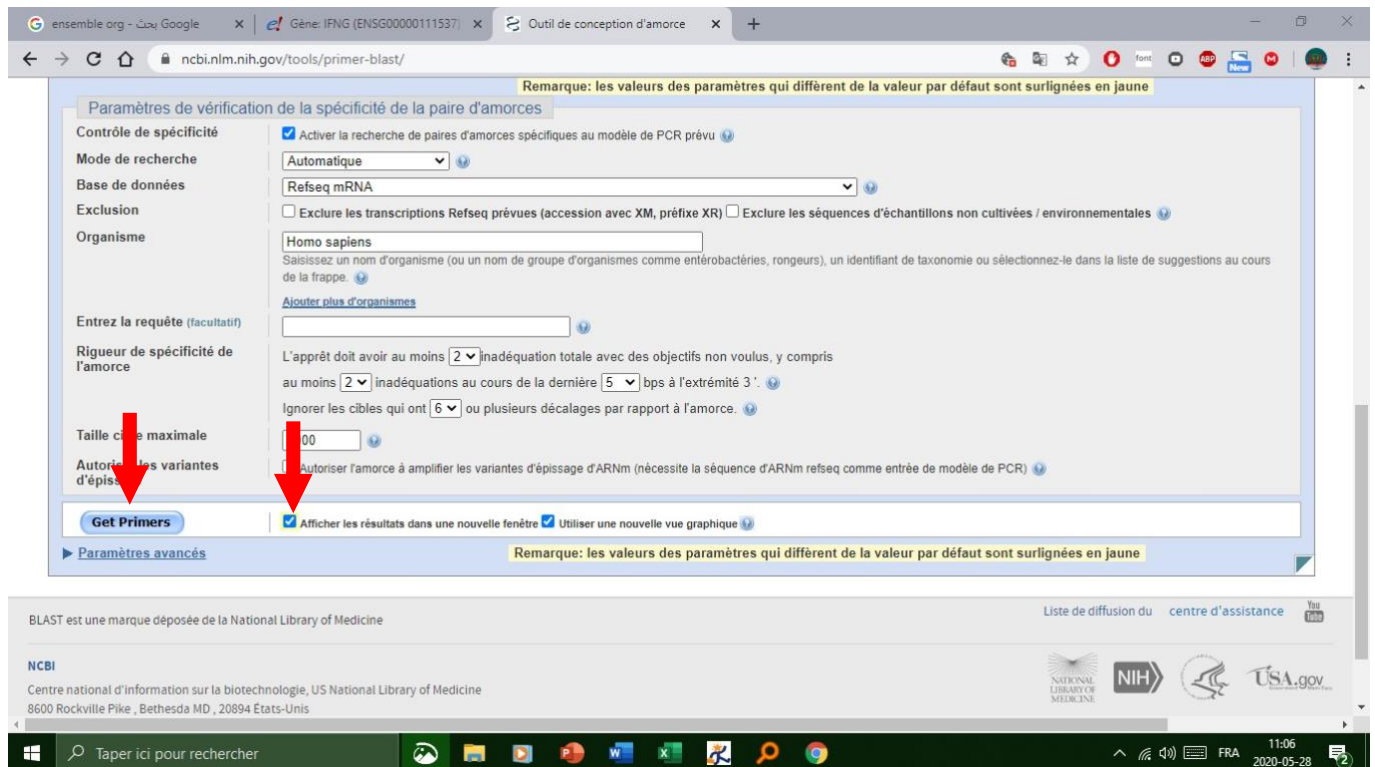 ensemble org - بحث Google
Gène: IFNG (ENSG00000111537)
Outil de conception d'amorce
ncbi.nlm.nih.gov/tools/primer-blast/
font
ABP
New
Remarque: les valeurs des paramètres qui diffèrent de la valeur par défaut sont surlignées en jaune
Paramètres de vérification de la spécificité de la paire d'amorces
Contrôle de spécificité
Activer la recherche de paires d'amorces spécifiques au modèle de PCR prévu
Mode de recherche
Automatique
Base de données
Refseq mRNA
Exclusion
Exclure les transcriptions Refseq prévues (accession avec XM, préfixe XR) Exclure les séquences d'échantillons non cultivées / environnementales
Organisme
Homo sapiens
Saisissez un nom d'organisme (ou un nom de groupe d'organismes comme entérobactéries, rongeurs), un identifiant de taxonomie ou sélectionnez-le dans la liste de suggestions au cours
de la frappe.
Ajouter plus d'organismes
Entrez la requête (facultatif)
Rigueur de spécificité de
l'amorce
L'apprêt doit avoir au moins 2 inadéquation totale avec des objectifs non voulus, y compris
au moins 2 inadéquations au cours de la dernière 5 bps à l'extrémité 3 '.
Ignorer les cibles qui ont 6 ou plusieurs décalages par rapport à l'amorce.
Taille maximale
Autoriser l'amorce à amplifier les variantes d'épissage d'ARNm (nécessite la séquence d'ARNm refseq comme entrée de modèle de PCR)
variantes
Get Primers
Afficher les résultats dans une nouvelle fenêtre Utiliser une nouvelle vue graphique
Paramètres avancés
Remarque: les valeurs des paramètres qui diffèrent de la valeur par défaut sont surlignées en jaune
BLAST est une marque déposée de la National Library of Medicine
Liste de diffusion du centre d'assistance
You
Tube
NCBI
Centre national d'information sur la biotechnologie, US National Library of Medicine
8600 Rockville Pike , Bethesda MD , 20894 États-Unis
NATIONAL
LIBRARY OF
MEDICINE
NIH
USA.gov
Taper ici pour rechercher
FRA
11:06
2020-05-28
2